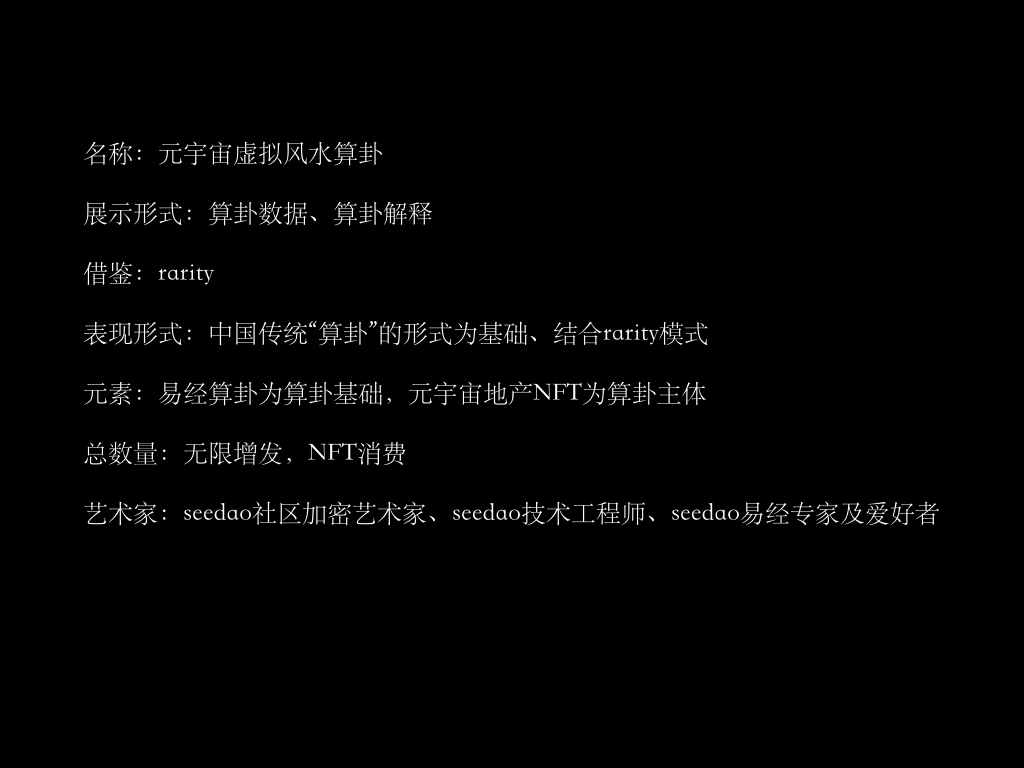 名称：元宇宙虚拟风水算卦
展示形式：算卦数据、算卦解释
借鉴：rarity
表现形式：中国传统“算卦”的形式为基础、结合rarity模式
元素：易经算卦为算卦基础，元宇宙地产NFT为算卦主体
总数量：无限增发，NFT消费
艺术家：seedao社区加密艺术家、seedao技术工程师、seedao易经专家及爱好者